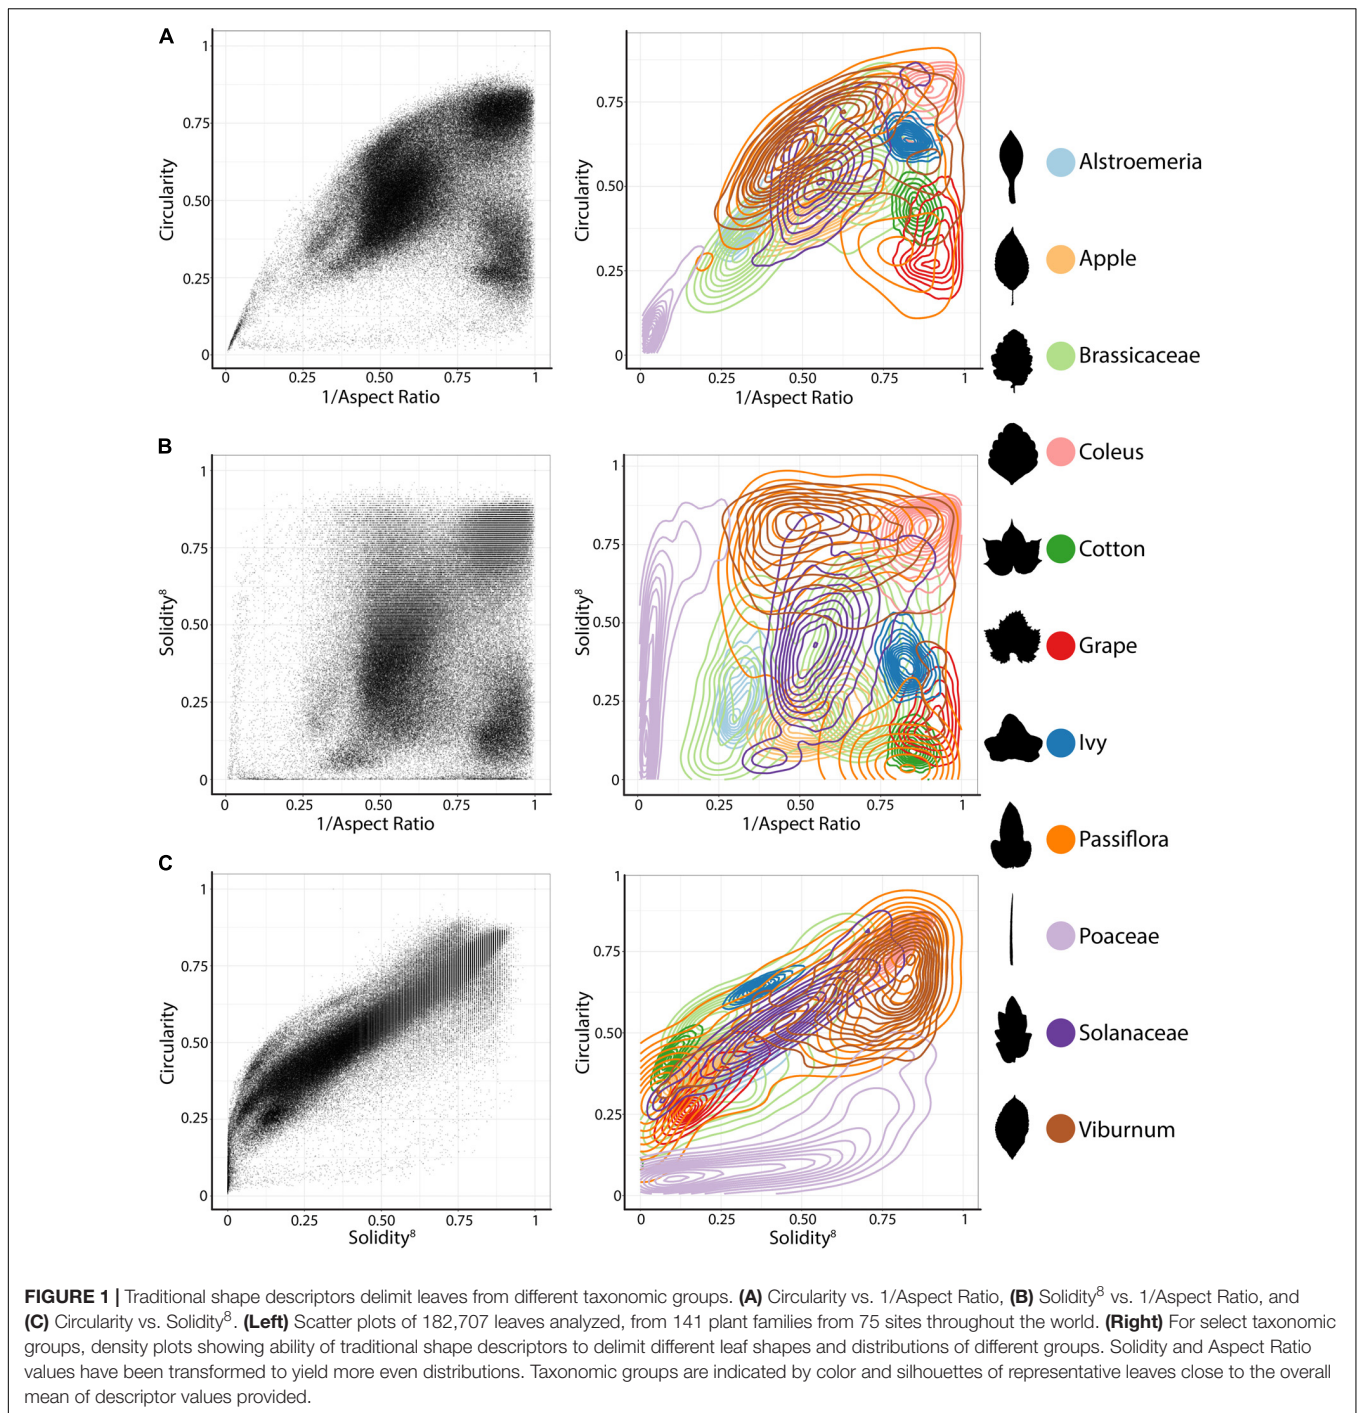 A
1
0.75
0.50
0.25
0
Circularity
0 0.25 0.50 0.75 1
1/Aspect Ratio
0.75
0.50
0.25
0
Circularity
0 0.25 0.50 0.75 1
1/Aspect Ratio
B
1
0.75
0.50
0.25
0
Solidity⁸
0 0.25 0.50 0.75 1
1/Aspect Ratio
1
0.75
0.50
0.25
0
Solidity⁸
0 0.25 0.50 0.75 1
1/Aspect Ratio
C
1
0.75
0.50
0.25
0
Circularity
0 0.25 0.50 0.75 1
Solidity⁸
1
0.75
0.50
0.25
0
Circularity
0 0.25 0.50 0.75 1
Solidity⁸
Alstroemeria
Apple
Brassicaceae
Coleus
Cotton
Grape
Ivy
Passiflora
Poaceae
Solanaceae
Viburnum
FIGURE 1 | Traditional shape descriptors delimit leaves from different taxonomic groups. (A) Circularity vs. 1/Aspect Ratio, (B) Solidity⁸ vs. 1/Aspect Ratio, and
(C) Circularity vs. Solidity⁸. (Left) Scatter plots of 182,707 leaves analyzed, from 141 plant families from 75 sites throughout the world. (Right) For select taxonomic
groups, density plots showing ability of traditional shape descriptors to delimit different leaf shapes and distributions of different groups. Solidity and Aspect Ratio
values have been transformed to yield more even distributions. Taxonomic groups are indicated by color and silhouettes of representative leaves close to the overall
mean of descriptor values provided.